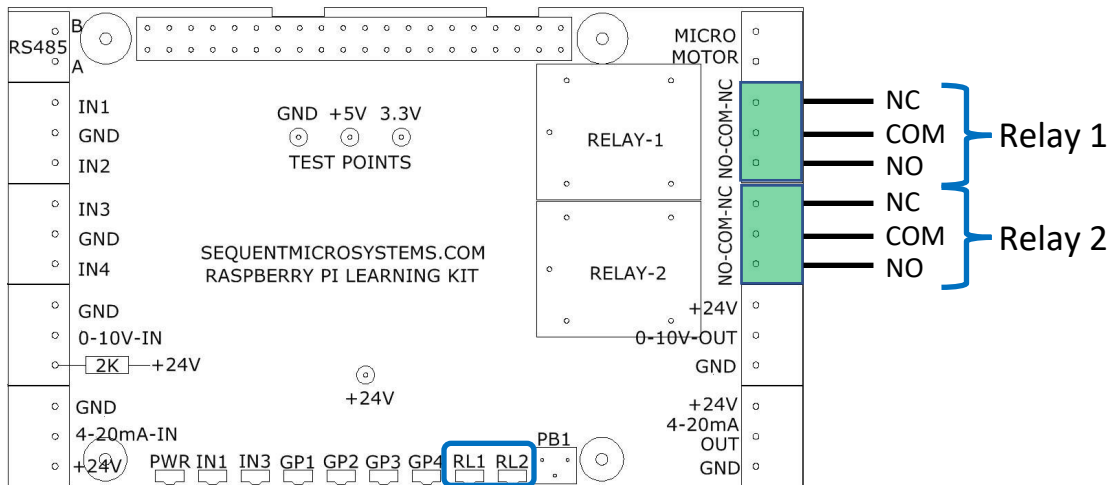 B
RS485
A
IN1
GND
IN2
IN3
GND
IN4
GND
0-10V-IN
2K
+24V
GND
4-20mA-IN
+24V
GND +5V 3.3V
TEST POINTS
SEQUENTMICROSYSTEMS.COM
RASPBERRY PI LEARNING KIT
+24V
PWR IN1 IN3 GP1 GP2 GP3 GP4 RL1 RL2
PB1
RELAY-1
RELAY-2
MICRO
MOTOR
NO-COM-NC
NO-COM-NC
+24V
0-10V-OUT
GND
+24V
4-20mA
OUT
GND
NC
COM
NO
Relay 1
NC
COM
NO
Relay 2